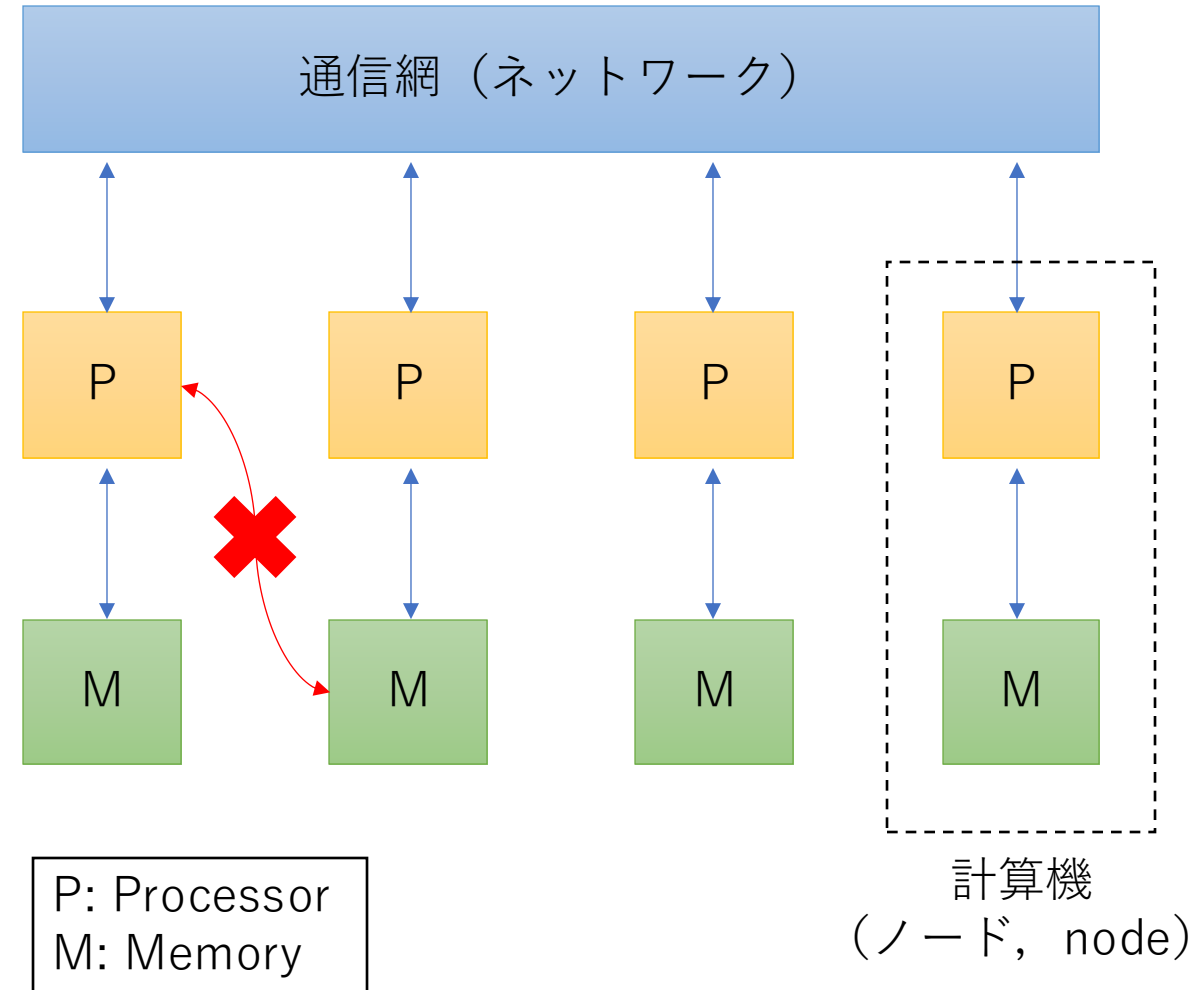 通信網（ネットワーク）
P P P P
M M M M
P: Processor
M: Memory
計算機
（ノード，node）